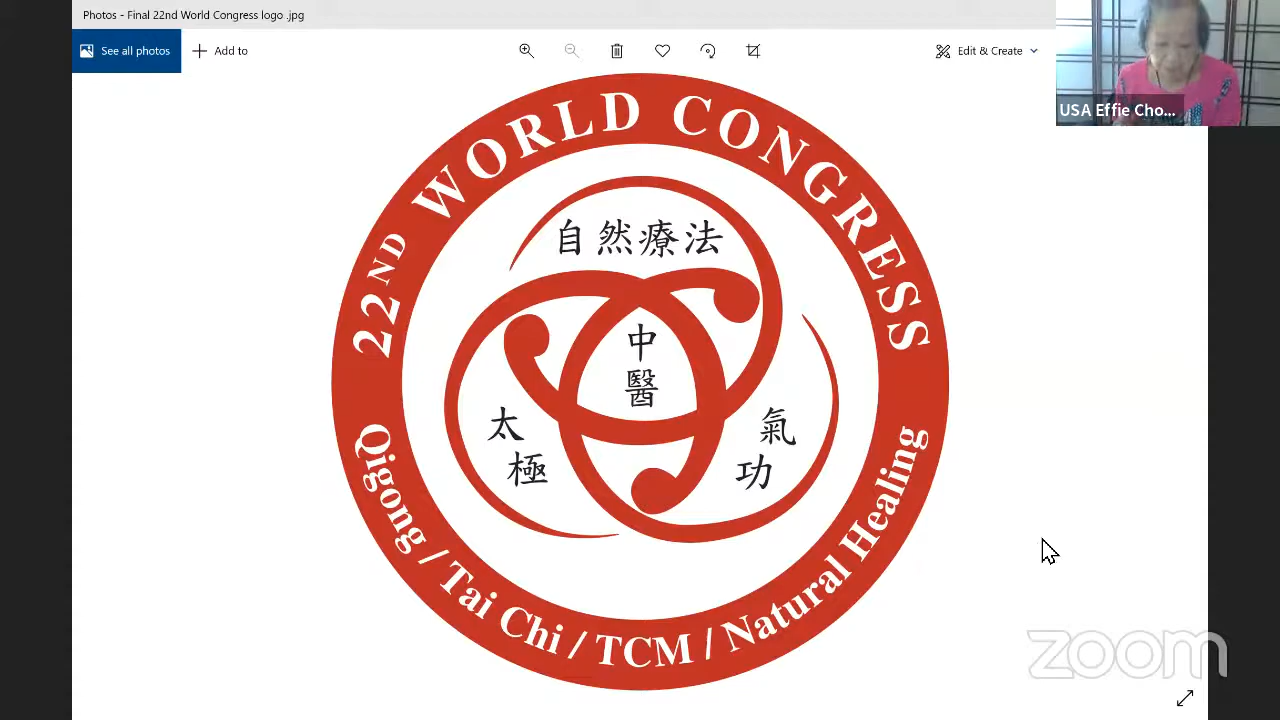 Photos - Final 22nd World Congress logo .jpg
See all photos
Add to
Edit & Create
USA Effie Cho...
22ND WORLD CONGRESS
自然療法
中醫
太極
氣功
Qigong / Tai Chi / TCM / Natural Healing
zoom